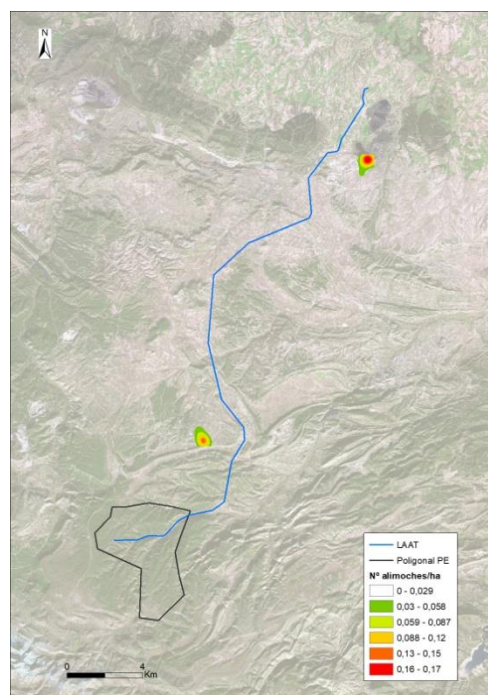 N
LAAT
Poligonal PE
Nº alimoches/ha
0 - 0,029
0,03 - 0,058
0,059 - 0,087
0,088 - 0,12
0,13 - 0,15
0,16 - 0,17
0 4
Km